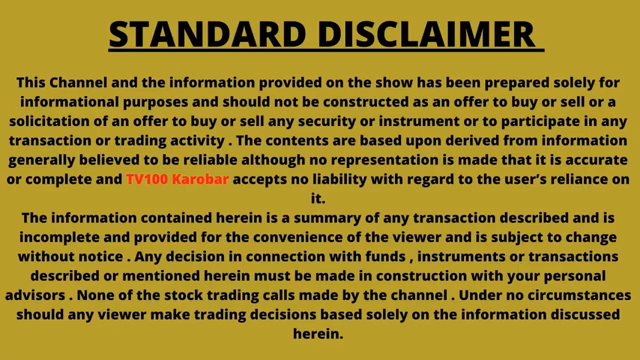 STANDARD DISCLAIMER
This Channel and the information provided on the show has been prepared solely for
informational purposes and should not be constructed as an offer to buy or sell or a
solicitation of an offer to buy or sell any security or instrument or to participate in any
transaction or trading activity . The contents are based upon derived from information
generally believed to be reliable although no representation is made that it is accurate
or complete and TV100 Karobar accepts no liability with regard to the user’s reliance on
it.
The information contained herein is a summary of any transaction described and is
incomplete and provided for the convenience of the viewer and is subject to change
without notice . Any decision in connection with funds , instruments or transactions
described or mentioned herein must be made in construction with your personal
advisors . None of the stock trading calls made by the channel . Under no circumstances
should any viewer make trading decisions based solely on the information discussed
herein.